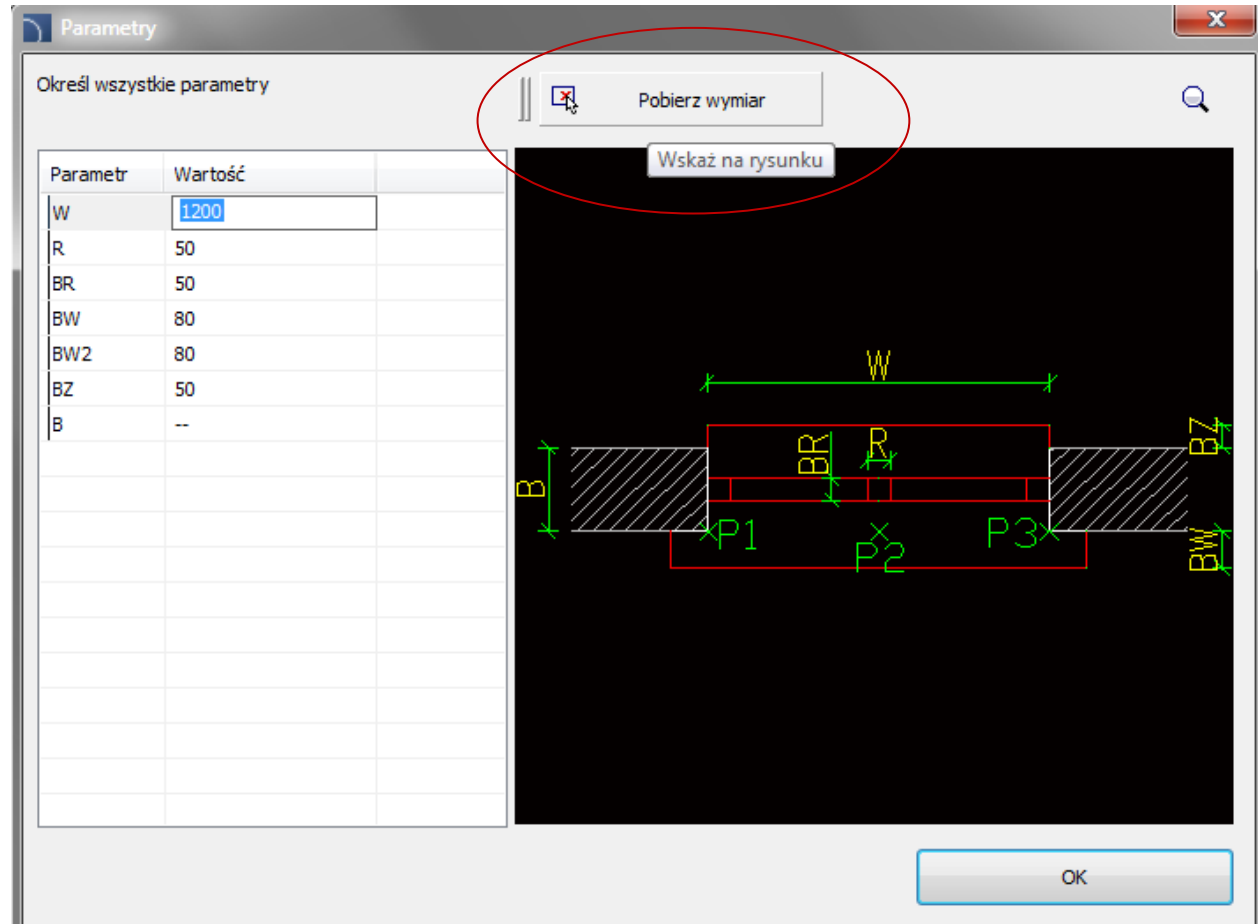 Parametry
Określ wszystkie parametry
Pobierz wymiar
Wskaż na rysunku
Parametr Wartość
W 1200
R 50
BR 50
BW 80
BW2 80
BZ 50
B --
W
BZ
BR R
B
P1 P2 P3
BW
OK